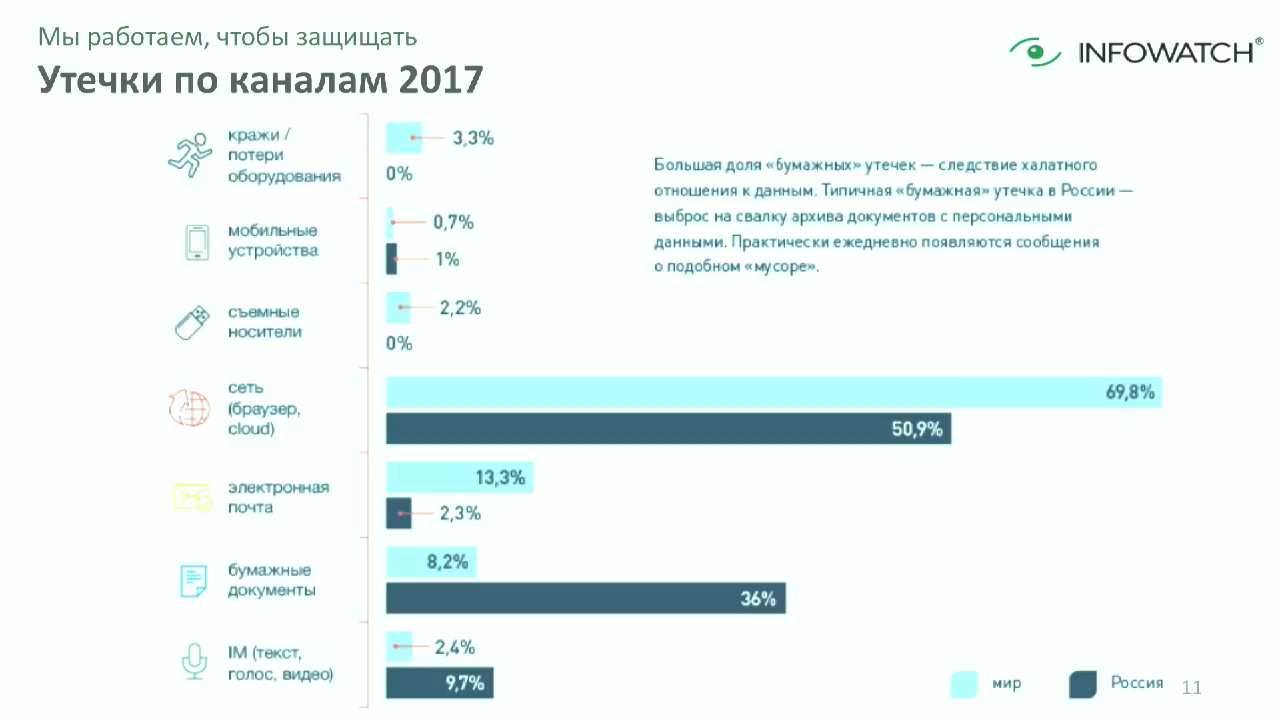 Мы работаем, чтобы защищать
Утечки по каналам 2017
INFOWATCH®
кражи /
потери
оборудования
3,3%
0%
мобильные
устройства
0,7%
1%
съемные
носители
2,2%
0%
сеть
(браузер,
cloud)
69,8%
50,9%
электронная
почта
13,3%
2,3%
бумажные
документы
8,2%
36%
IM (текст,
голос, видео)
2,4%
9,7%
Большая доля «бумажных» утечек — следствие халатного
отношения к данным. Типичная «бумажная» утечка в России —
выброс на свалку архива документов с персональными
данными. Практически ежедневно появляются сообщения
о подобном «мусоре».
мир
Россия
11